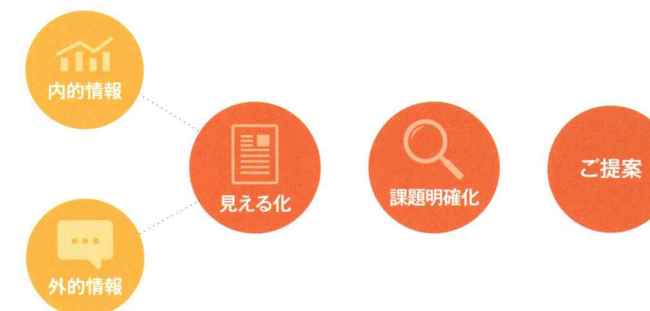 内的情報
外的情報
見える化
課題明確化
ご提案